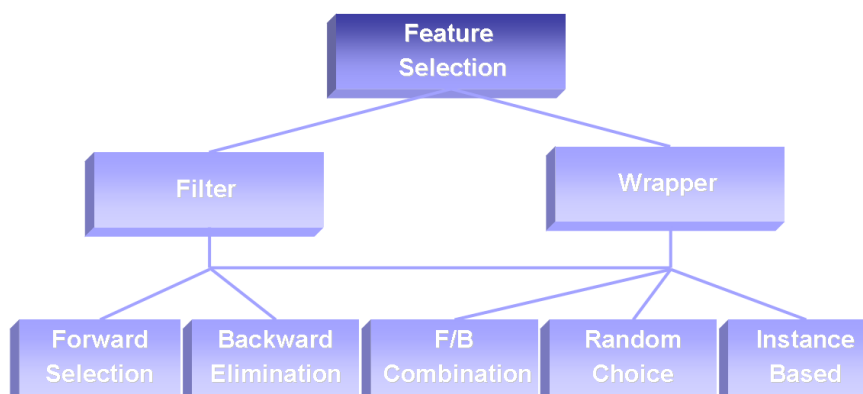 Feature
Selection
Filter
Wrapper
Forward
Selection
Backward
Elimination
F/B
Combination
Random
Choice
Instance
Based